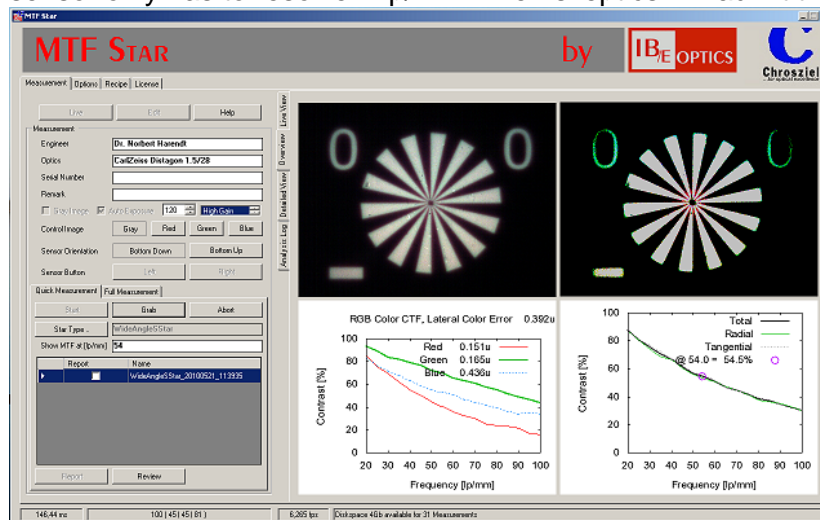 MTF Star
MTF STAR by IB/E OPTICS Chrosziel
Measurement Options Recipe License
Live Edit Help
Measurement
Engineer Dr. Norbert Harendt
Optics CarlZeiss Distagon 1.5/28
Serial Number
Remark
Gray Image Auto Exposure 120 High Gain
Control Image Gray Red Green Blue
Sensor Orientation Bottom Down Bottom Up
Sensor Button Left Right
Quick Measurement Full Measurement
Start Grab Abort
Star Type .. WideAngleSStar
Show MTF at [lp/mm] 54
Report Name
WideAngleSStar_20100521_113935
Report Review
Live View
Overview
Detailed View
Analysis Log
0 0
0 0
RGB Color CTF, Lateral Color Error 0.392u
Red 0.151u
Green 0.165u
Blue 0.436u
Contrast [%]
100
80
60
40
20
0
20 30 40 50 60 70 80 90 100
Frequency [lp/mm]
Total
Radial
Tangential
@ 54.0 = 54.5%
Contrast [%]
100
80
60
40
20
0
20 30 40 50 60 70 80 90 100
Frequency [lp/mm]
146,44 ms 100 | 45| 45| 81 ) 6,265 fps Diskspace 4Gb available for 31 Measurements